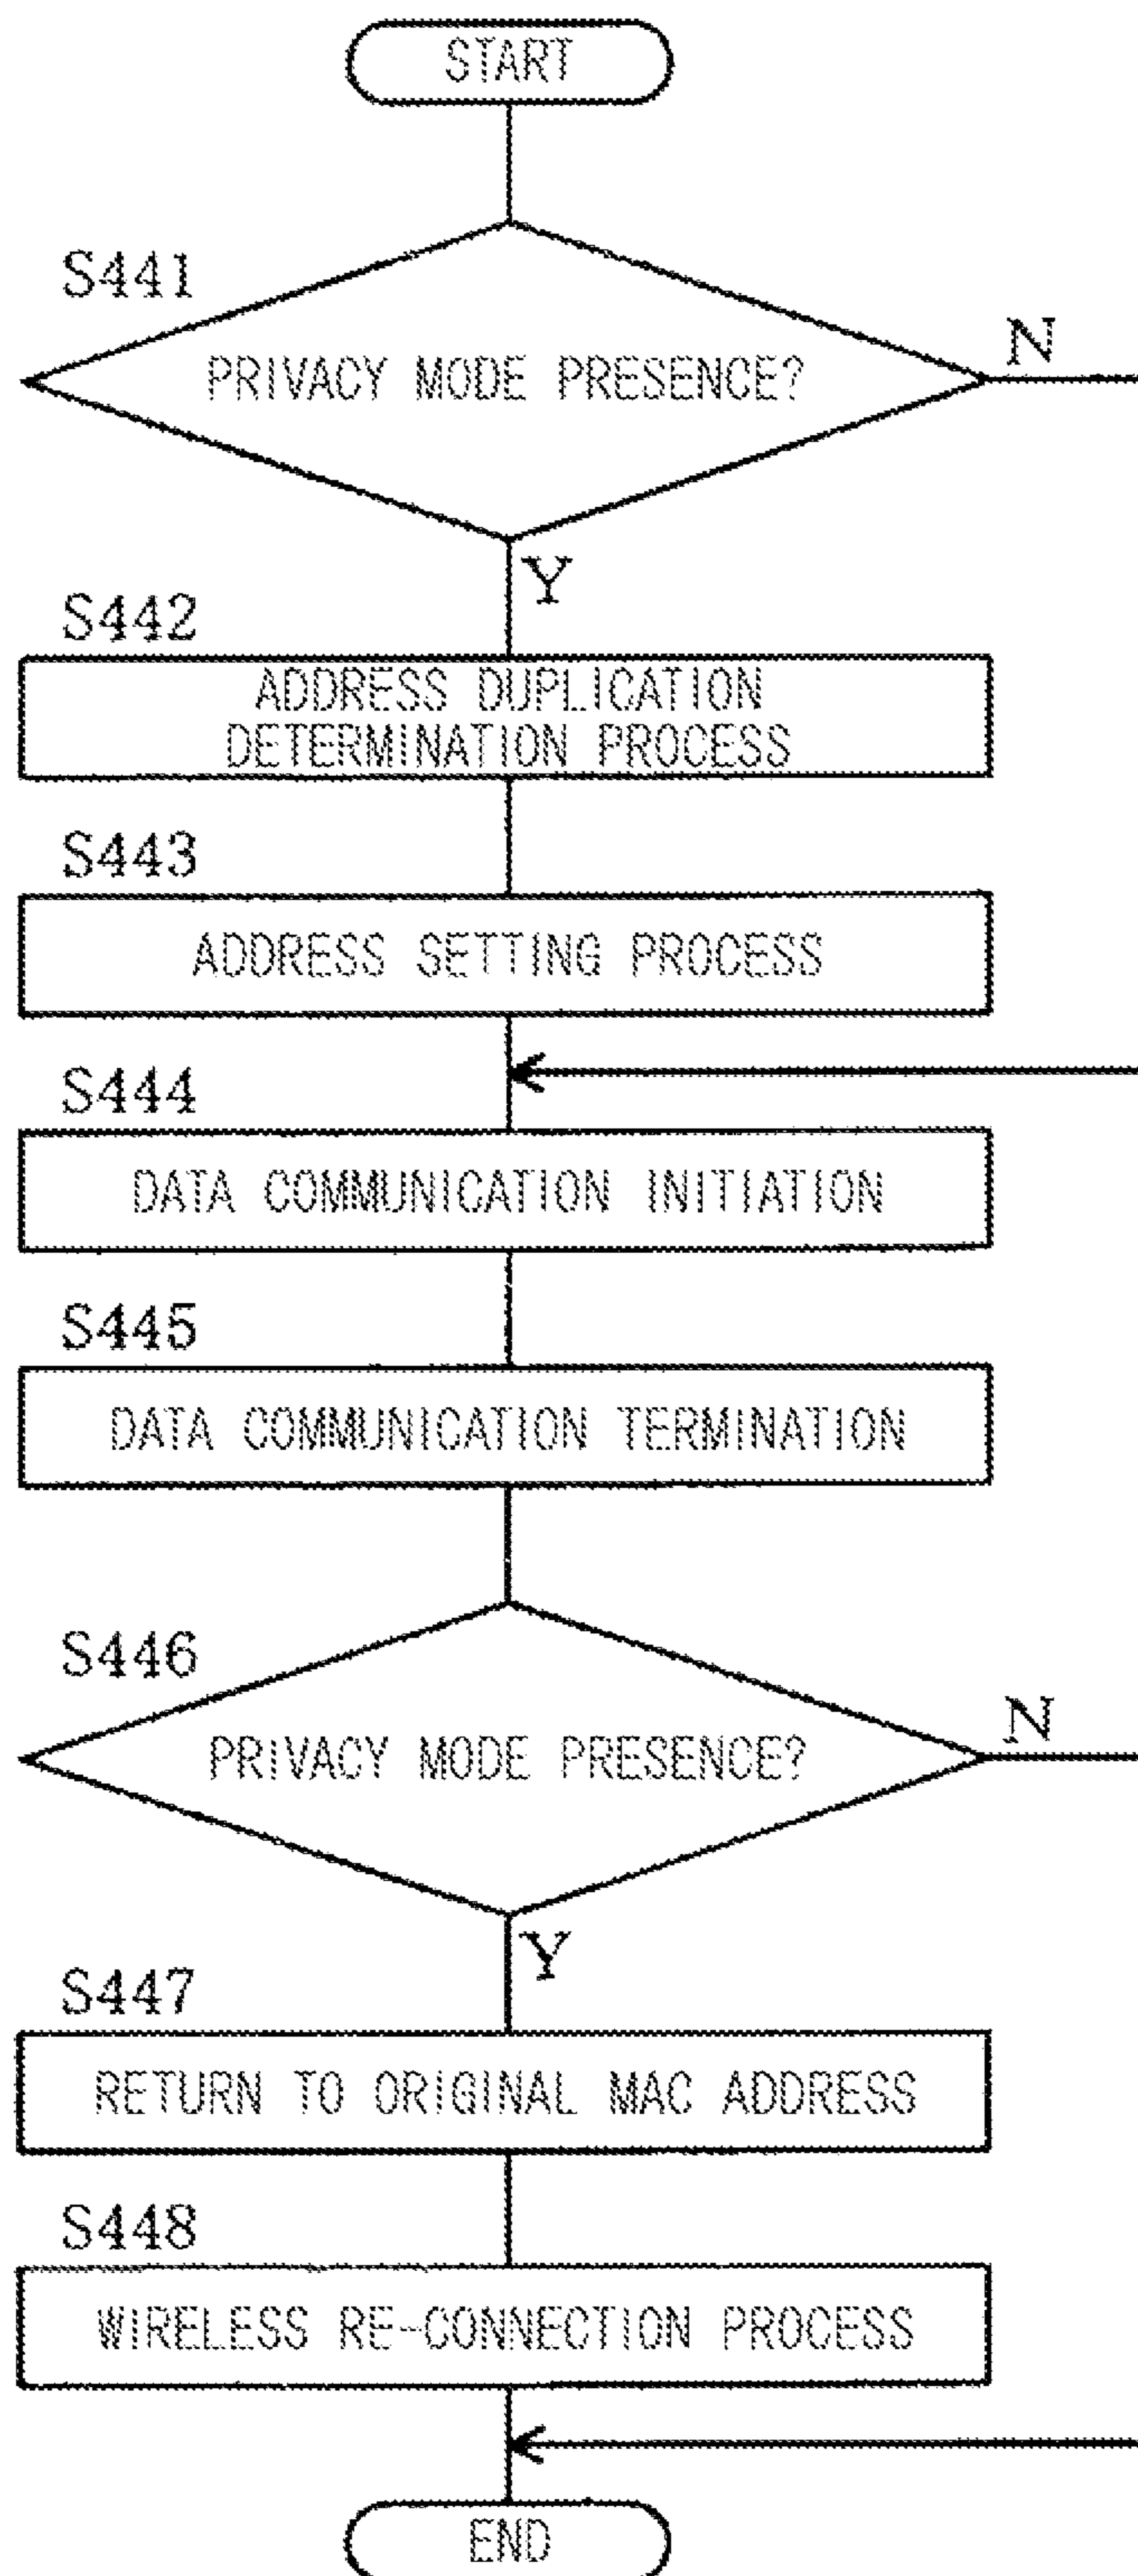 START
S441
PRIVACY MODE PRESENCE?
N
Y
S442
ADDRESS DUPLICATION
DETERMINATION PROCESS
S443
ADDRESS SETTING PROCESS
S444
DATA COMMUNICATION INITIATION
S445
DATA COMMUNICATION TERMINATION
S446
PRIVACY MODE PRESENCE?
N
Y
S447
RETURN TO ORIGINAL MAC ADDRESS
S448
WIRELESS RE-CONNECTION PROCESS
END